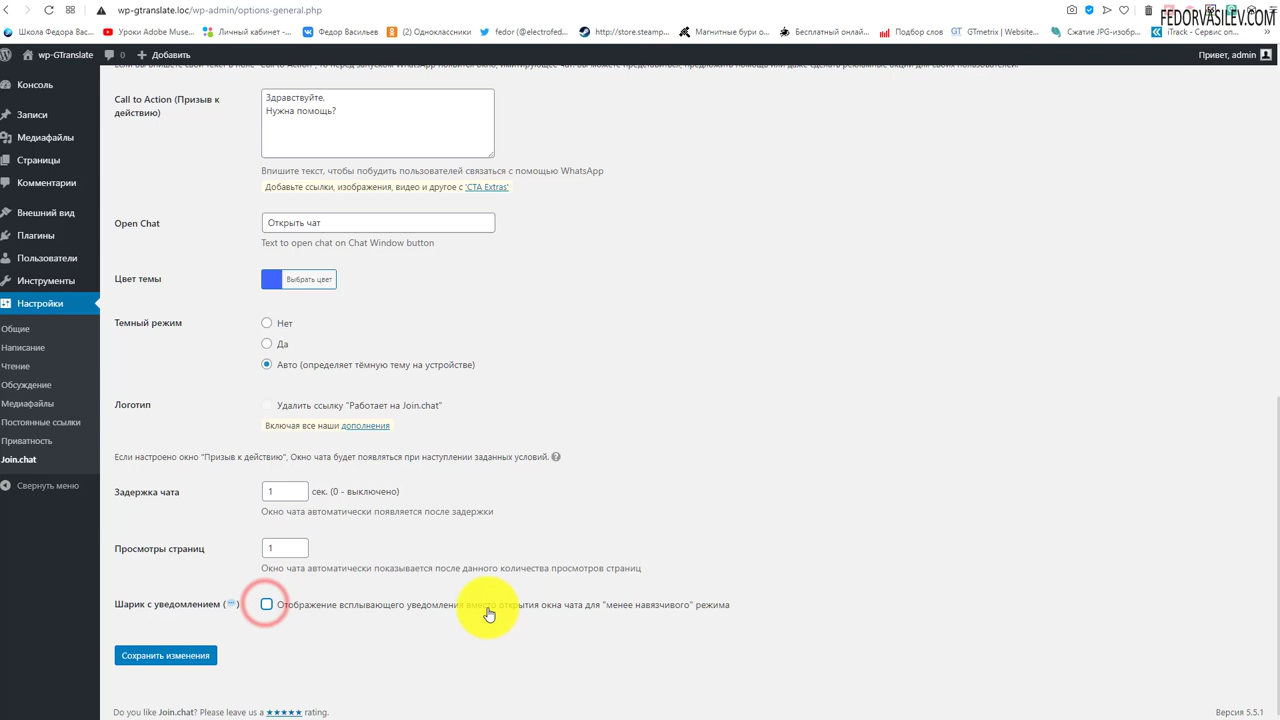 wp-gtranslate.loc/wp-admin/options-general.php
FEDORVASILEV.COM
Школа Федора Вас... Уроки Adobe Muse... Личный кабинет -... Федор Васильев (2) Одноклассники fedor (@electrofed... http://store.steamp... Магнитные бури о... Бесплатный онлай... Подбор слов GTmetrix | Website... Сжатие JPG-изобр... iTrack - Сервис оп...
wp-GTranslate 0 Добавить Привет, admin
Консоль
Записи
Медиафайлы
Страницы
Комментарии
Внешний вид
Плагины
Пользователи
Инструменты
Настройки
Общие
Написание
Чтение
Обсуждение
Медиафайлы
Постоянные ссылки
Приватность
Join.chat
Свернуть меню
Call to Action (Призыв к действию)
Здравствуйте.
Нужна помощь?
Впишите текст, чтобы побудить пользователей связаться с помощью WhatsApp
Добавьте ссылки, изображения, видео и другое с 'CTA Extras'
Open Chat
Открыть чат
Text to open chat on Chat Window button
Цвет темы
Выбрать цвет
Темный режим
Нет
Да
Авто (определяет тёмную тему на устройстве)
Логотип
Удалить ссылку "Работает на Join.chat"
Включая все наши дополнения
Если настроено окно "Призыв к действию", Окно чата будет появляться при наступлении заданных условий. ?
Задержка чата
1 сек. (0 - выключено)
Окно чата автоматически появляется после задержки
Просмотры страниц
1
Окно чата автоматически показывается после данного количества просмотров страниц
Шарик с уведомлением (💬)
Отображение всплывающего уведомления вместо открытия окна чата для "менее навязчивого" режима
Сохранить изменения
Do you like Join.chat? Please leave us a ★★★★★ rating.
Версия 5.5.1